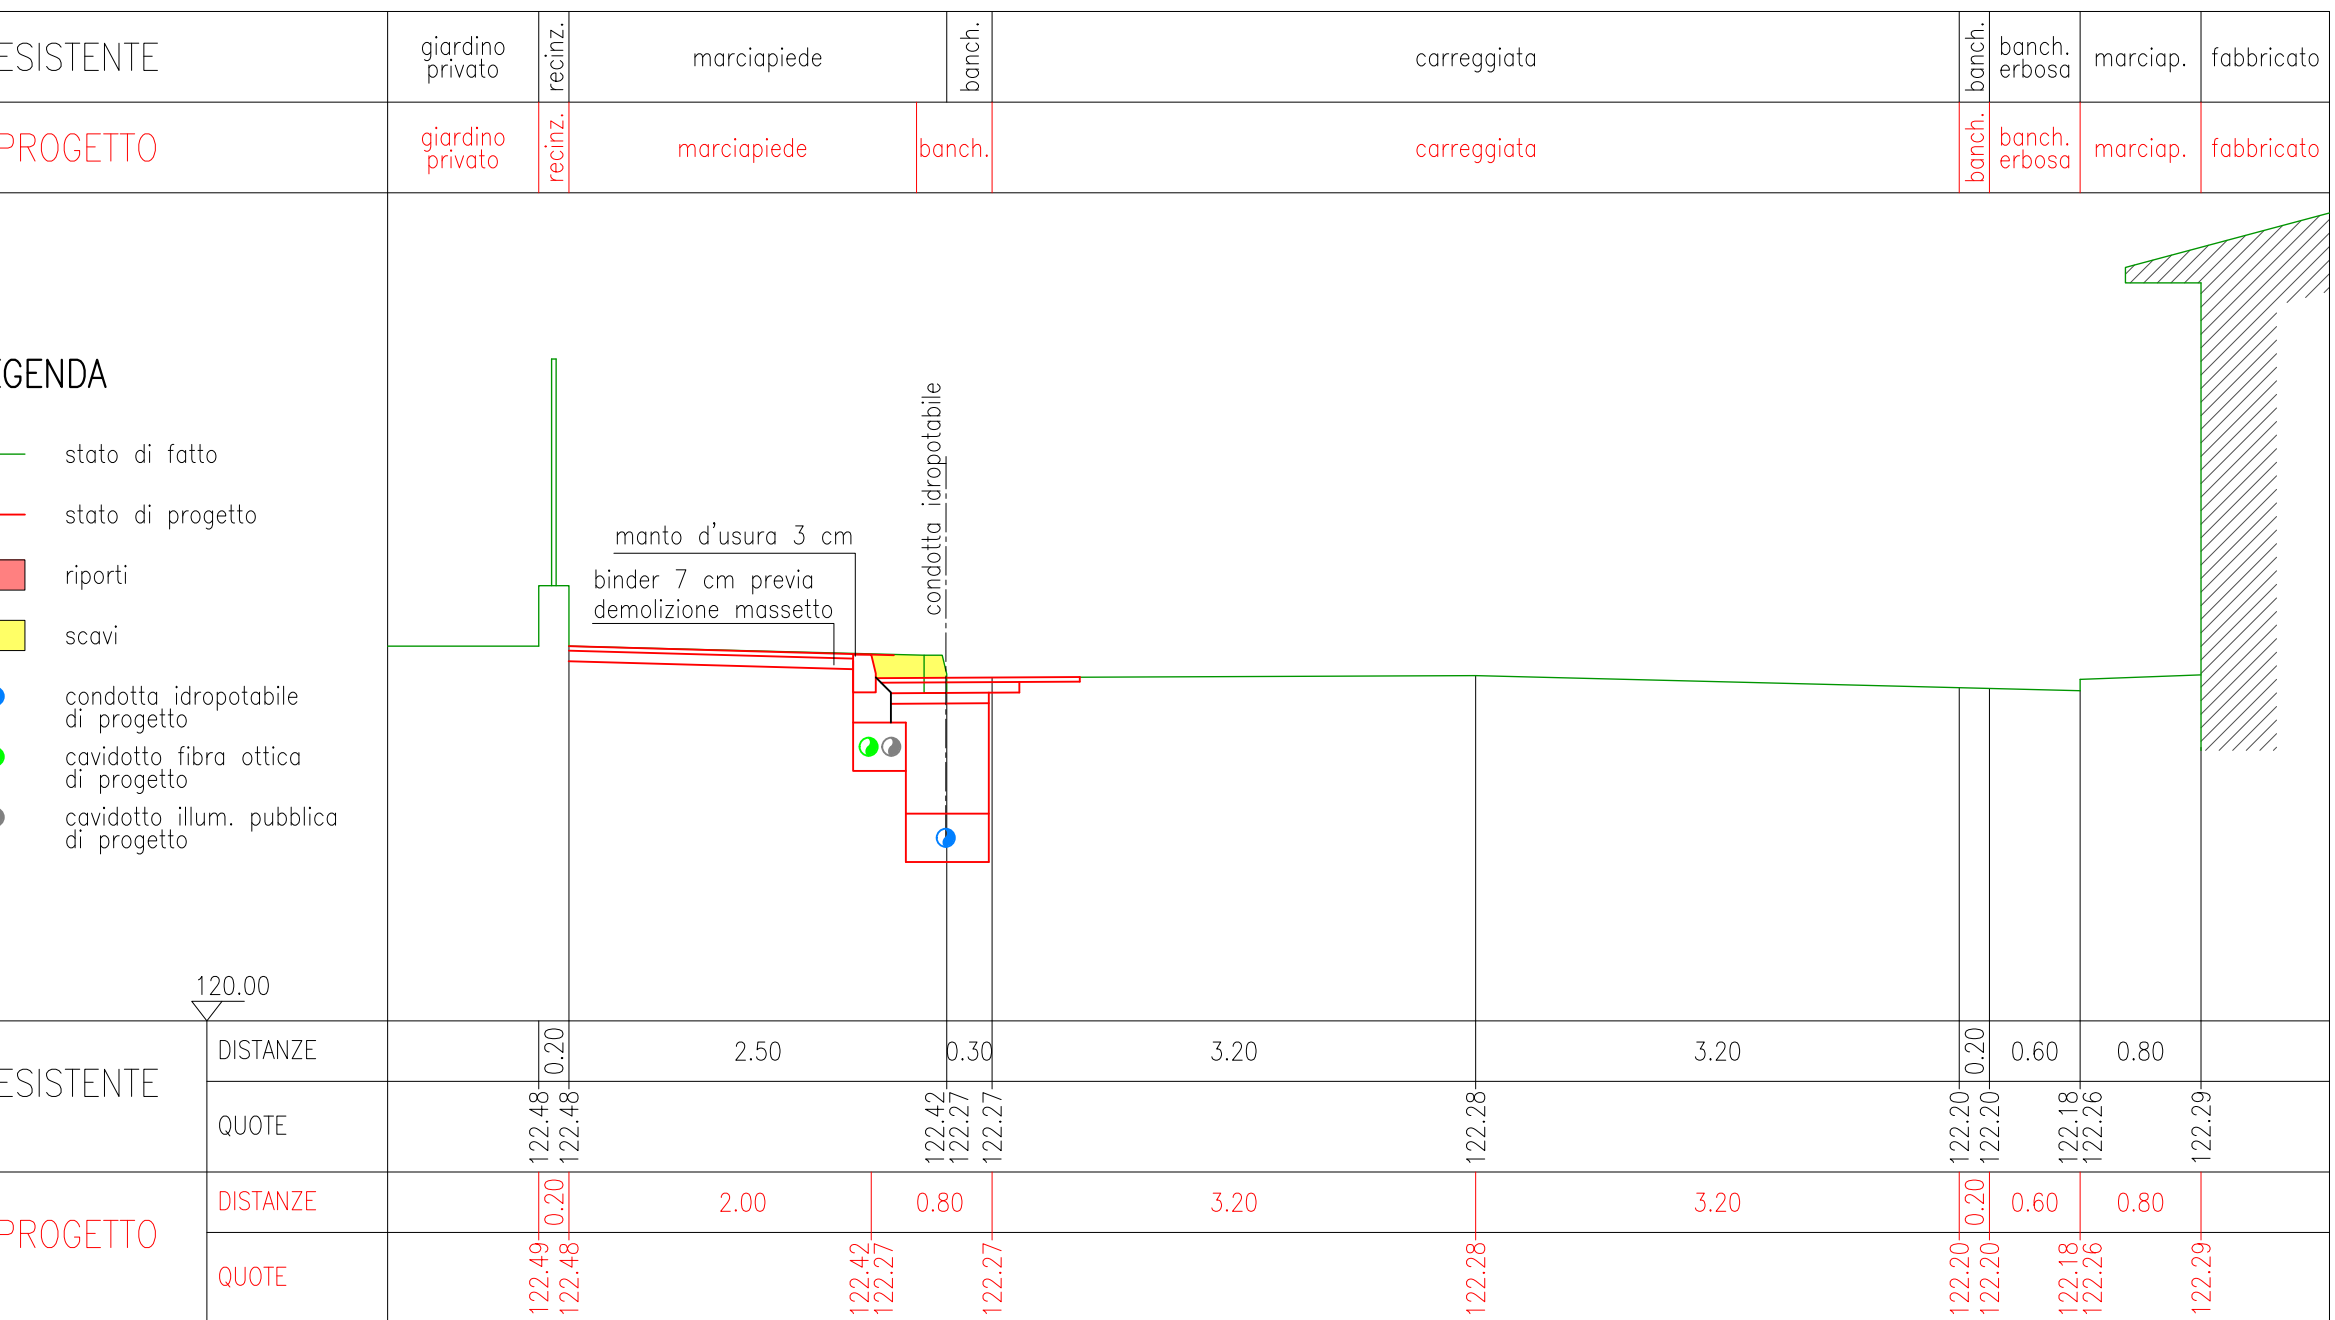 ESISTENTE
giardino
privato
recinz.
marciapiede
banch.
carreggiata
banch.
banch.
erbosa
marciap.
fabbricato
PROGETTO
giardino
privato
recinz.
marciapiede
banch.
carreggiata
banch.
banch.
erbosa
marciap.
fabbricato
EGENDA
stato di fatto
stato di progetto
riporti
scavi
condotta idropotabile
di progetto
cavidotto fibra ottica
di progetto
cavidotto illum. pubblica
di progetto
manto d'usura 3 cm
binder 7 cm previa
demolizione massetto
condotta idropotabile
120.00
ESISTENTE
DISTANZE
0.20
2.50
0.30
3.20
3.20
0.20
0.60
0.80
QUOTE
122.48
122.48
122.42
122.27
122.27
122.28
122.20
122.20
122.18
122.26
122.29
PROGETTO
DISTANZE
0.20
2.00
0.80
3.20
3.20
0.20
0.60
0.80
QUOTE
122.49
122.48
122.42
122.27
122.27
122.28
122.20
122.20
122.18
122.26
122.29